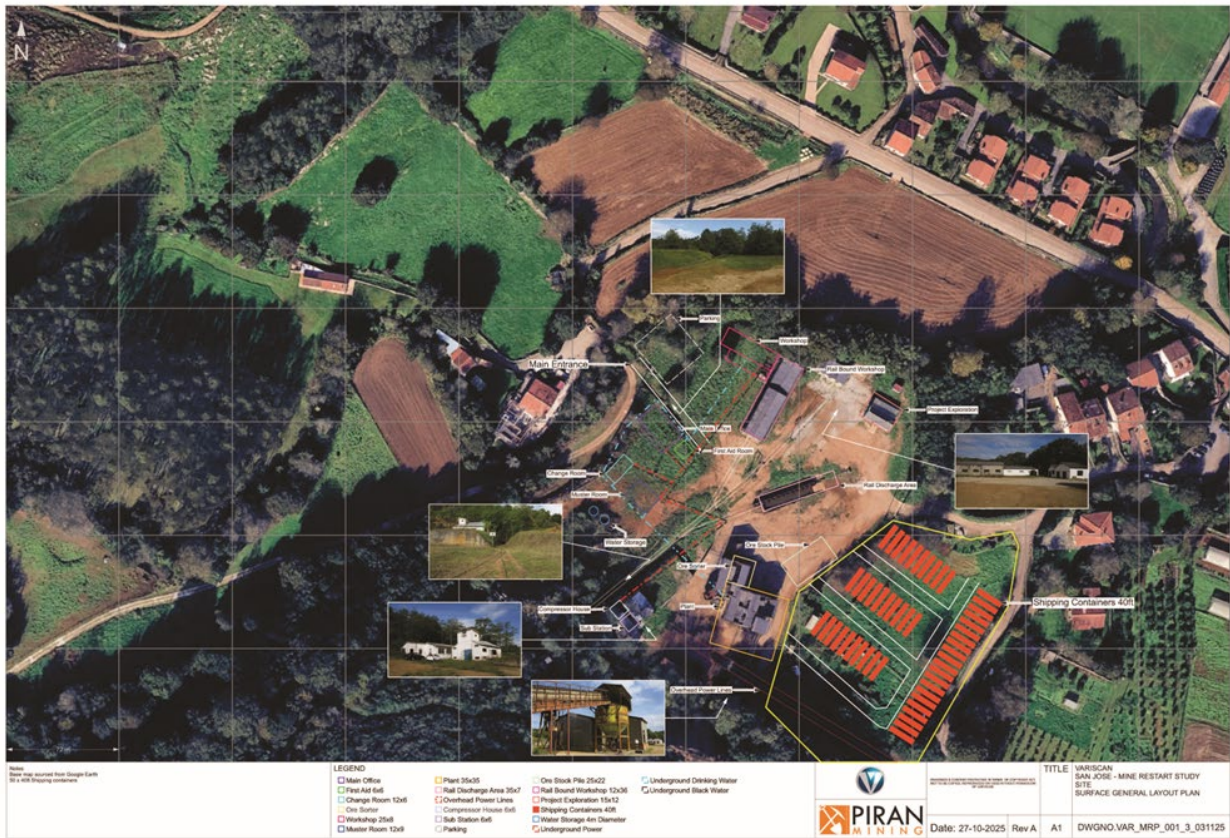 N
Parking
Workshop
Main Entrance
Rail Bound Workshop
Project Exploration
Main Office
First Aid Room
Change Room
Rail Discharge Area
Muster Room
Water Storage
Ore Stock Pile
Ore Sorter
Shipping Containers 40ft
Compressor House
Plant
Sub Station
Overhead Power Lines
Notes
Base map sourced from Google Earth
50 x 40ft Shipping containers
LEGEND
Main Office
First Aid 6x6
Change Room 12x6
Ore Sorter
Workshop 25x8
Muster Room 12x9
Plant 35x35
Rail Discharge Area 35x7
Overhead Power Lines
Compressor House 6x6
Sub Station 6x6
Parking
Ore Stock Pile 25x22
Rail Bound Workshop 12x36
Project Exploration 15x12
Shipping Containers 40ft
Water Storage 4m Diameter
Underground Power
Underground Drinking Water
Underground Black Water
PIRAN
MINING
TITLE
VARISCAN
SAN JOSE - MINE RESTART STUDY
SITE
SURFACE GENERAL LAYOUT PLAN
Date: 27-10-2025 Rev A A1 DWGNO.VAR_MRP_001_3_031125